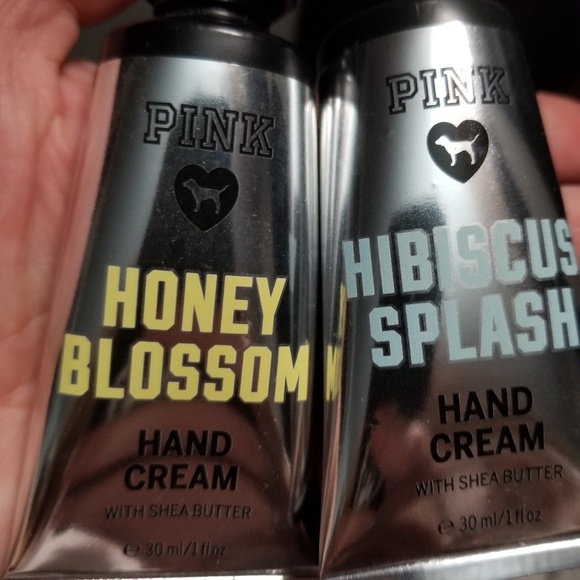 PINK
HONEY
BLOSSOM
HAND
CREAM
WITH SHEA BUTTER
℮ 30 ml/1 fl oz
PINK
HIBISCUS
SPLASH
HAND
CREAM
WITH SHEA BUTTER
℮ 30 ml/1 fl oz